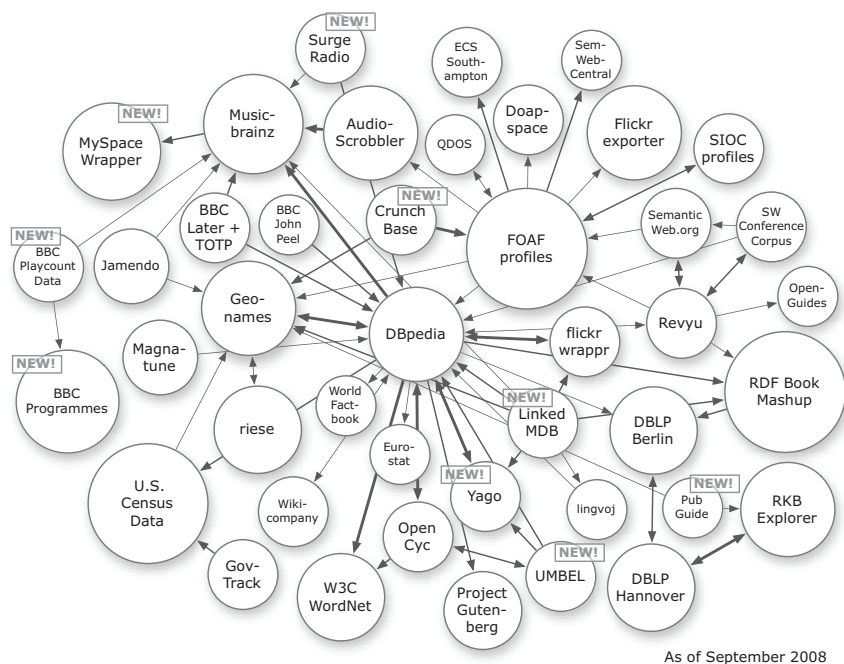 NEW!
Surge
Radio
ECS
South-
ampton
Sem-
Web-
Central
NEW!
MySpace
Wrapper
Music-
brainz
Audio-
Scrobbler
QDOS
Doap-
space
Flickr
exporter
SIOC
profiles
NEW!
BBC
Playcount
Data
Jamendo
BBC
Later +
TOTP
BBC
John
Peel
NEW!
Crunch
Base
FOAF
profiles
Semantic
Web.org
SW
Conference
Corpus
Geo-
names
DBpedia
flickr
wrappr
Revyu
Open-
Guides
NEW!
BBC
Programmes
Magna-
tune
riese
World
Fact-
book
NEW!
Linked
MDB
DBLP
Berlin
RDF Book
Mashup
U.S.
Census
Data
Wiki-
company
Euro-
stat
NEW!
Yago
lingvoj
NEW!
Pub
Guide
RKB
Explorer
Gov-
Track
W3C
WordNet
Open
Cyc
Project
Guten-
berg
NEW!
UMBEL
DBLP
Hannover
As of September 2008